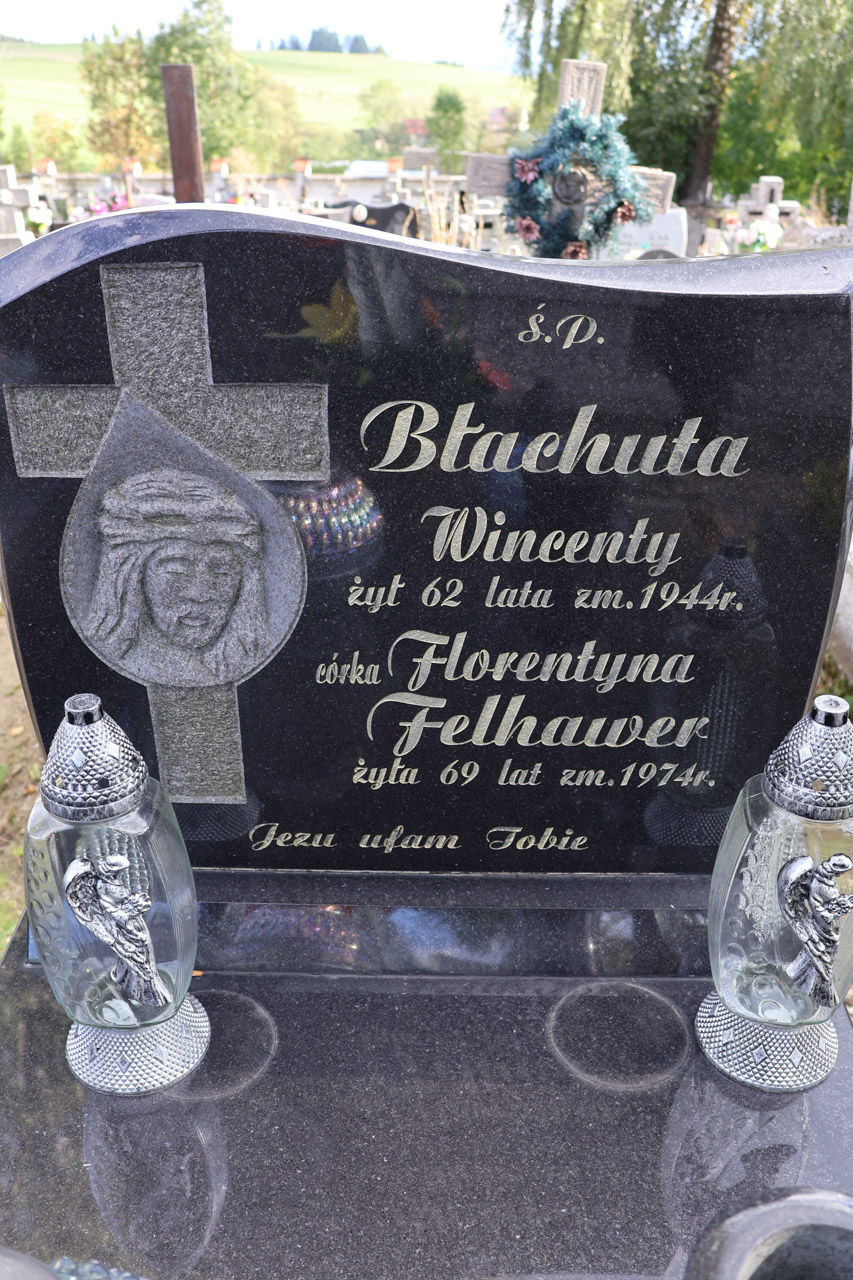 Ś.P.
Błachuta
Wincenty
żył 62 lata zm.1944r.
córka Florentyna
Felhawer
żyła 69 lat zm.1974r.
Jezu ufam Tobie